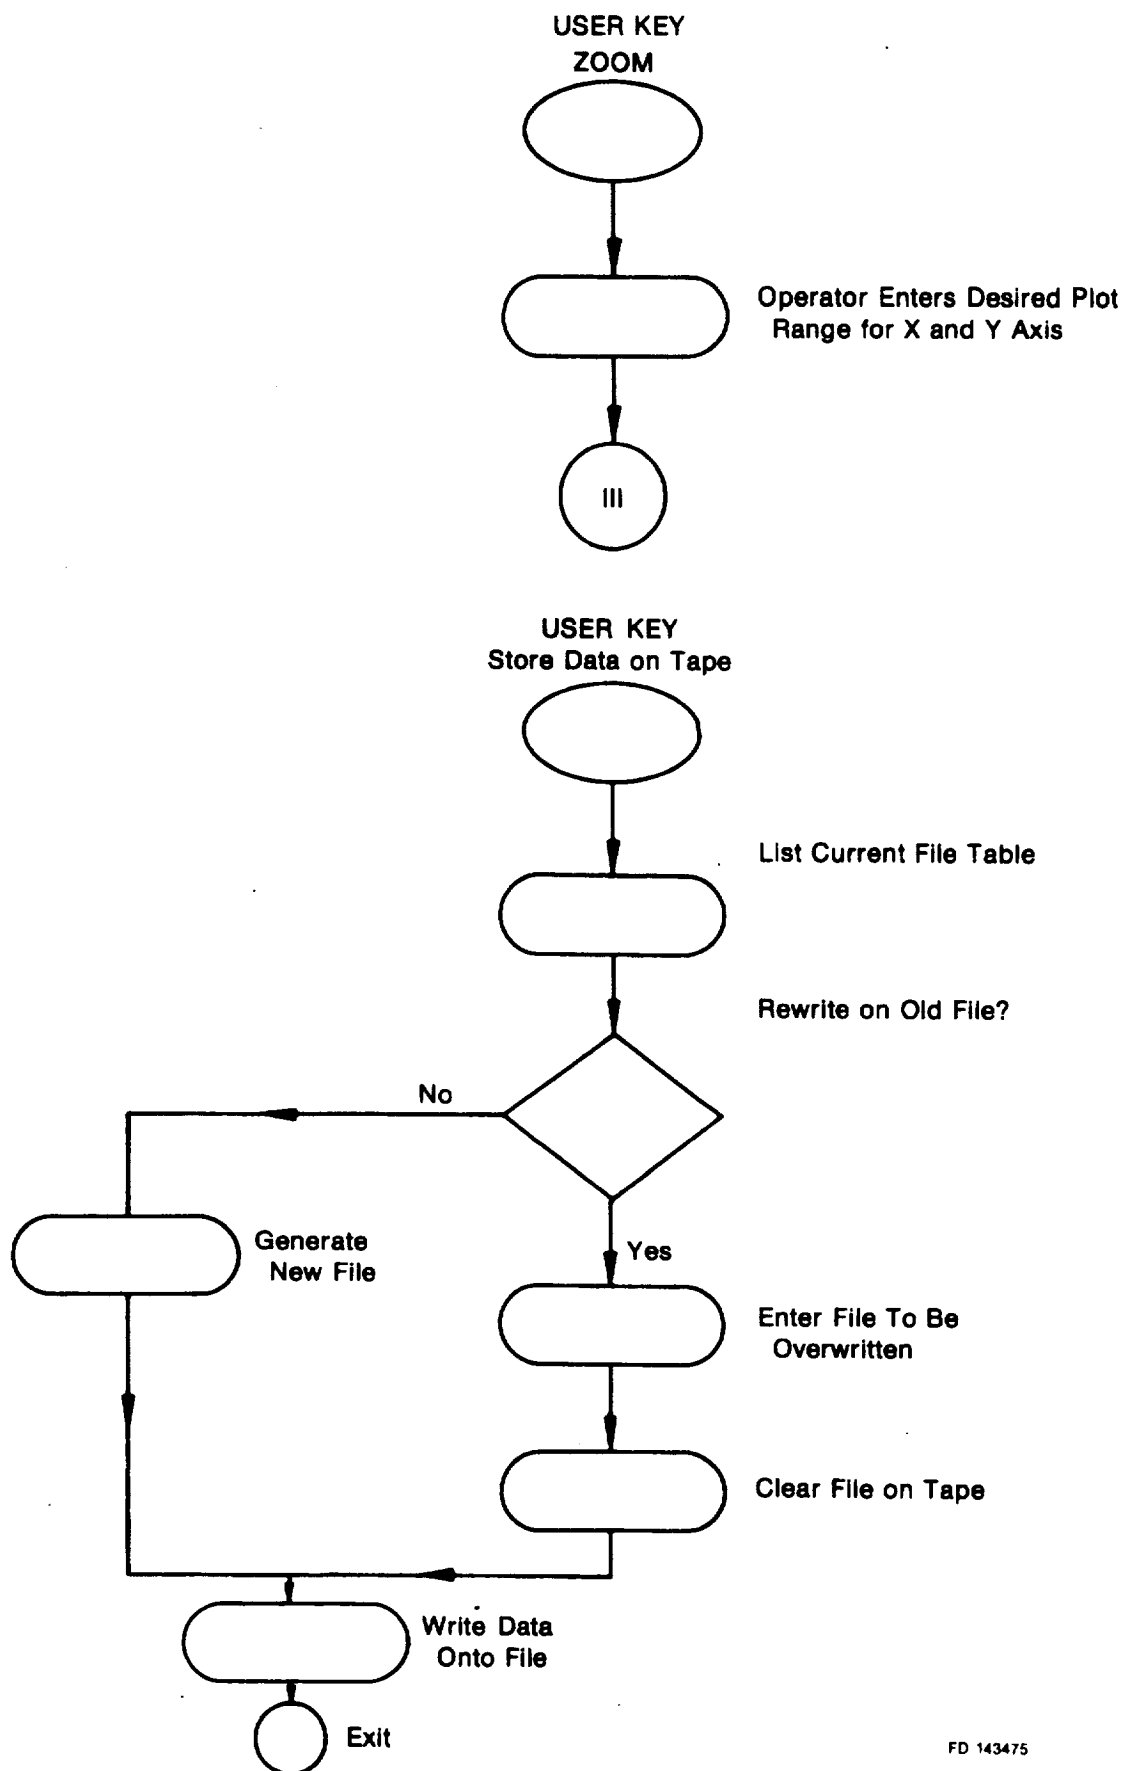 USER KEY
ZOOM
Operator Enters Desired Plot
Range for X and Y Axis
III
USER KEY
Store Data on Tape
List Current File Table
Rewrite on Old File?
No
Yes
Generate
New File
Enter File To Be
Overwritten
Clear File on Tape
Write Data
Onto File
Exit
FD 143475